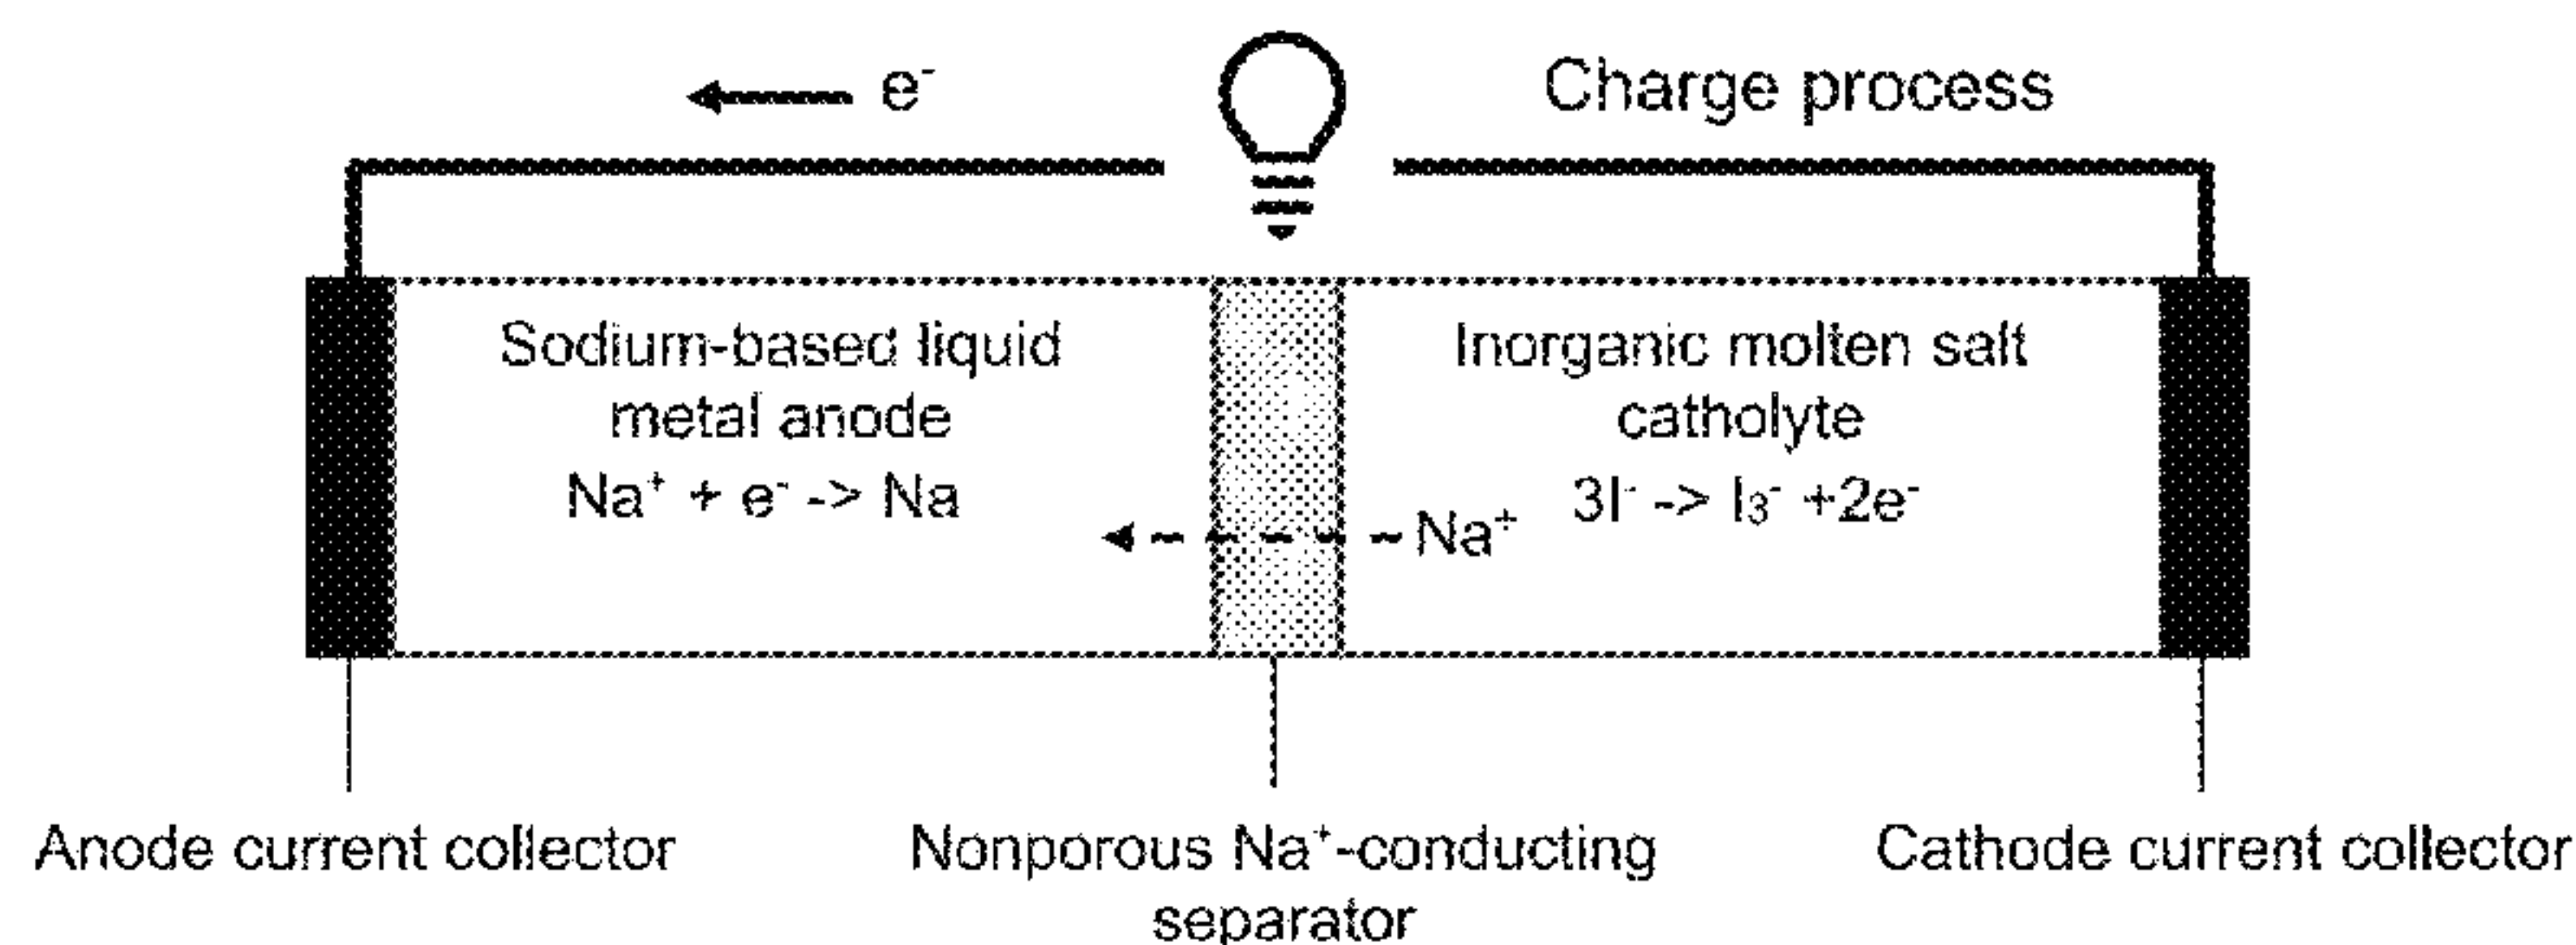 e⁻
Charge process
Sodium-based liquid
metal anode
Na⁺ + e⁻ -> Na
Inorganic molten salt
catholyte
3I⁻ -> I₃⁻ +2e⁻
Na⁺
Anode current collector
Nonporous Na⁺-conducting
separator
Cathode current collector